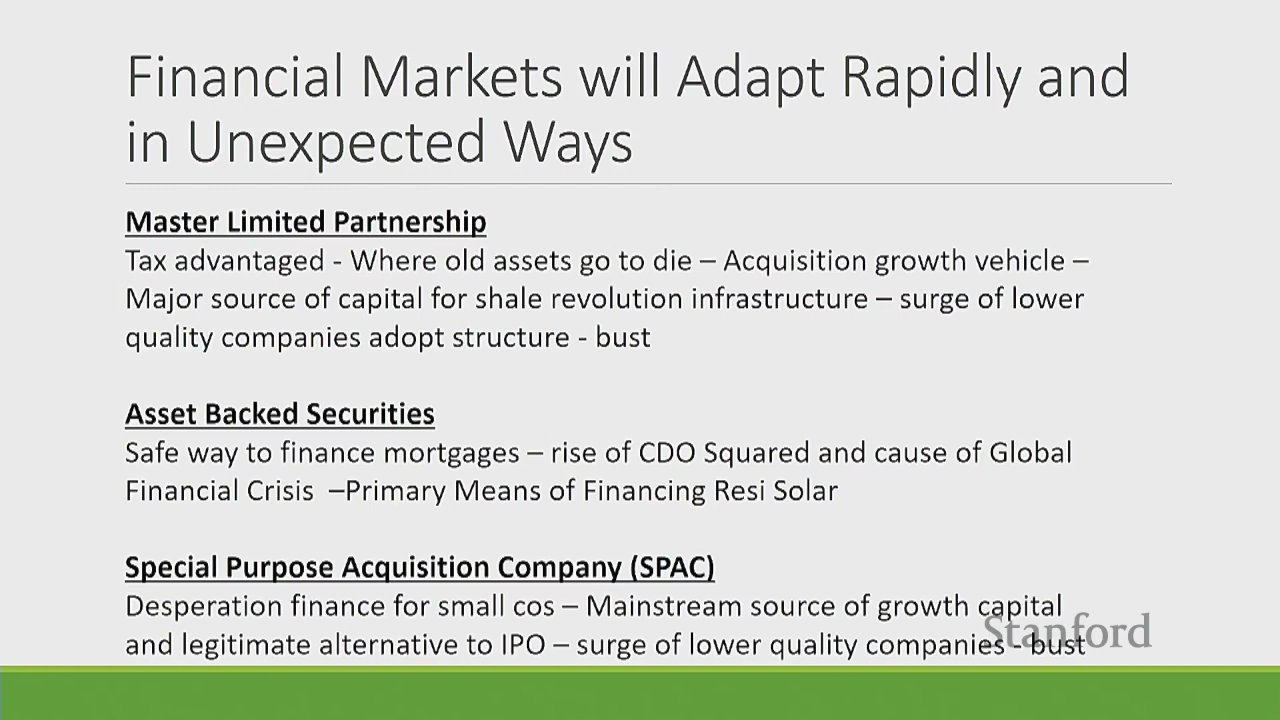 Financial Markets will Adapt Rapidly and
in Unexpected Ways
Master Limited Partnership
Tax advantaged - Where old assets go to die – Acquisition growth vehicle –
Major source of capital for shale revolution infrastructure – surge of lower
quality companies adopt structure - bust
Asset Backed Securities
Safe way to finance mortgages – rise of CDO Squared and cause of Global
Financial Crisis –Primary Means of Financing Resi Solar
Special Purpose Acquisition Company (SPAC)
Desperation finance for small cos – Mainstream source of growth capital
and legitimate alternative to IPO – surge of lower quality companies - bust
Stanford